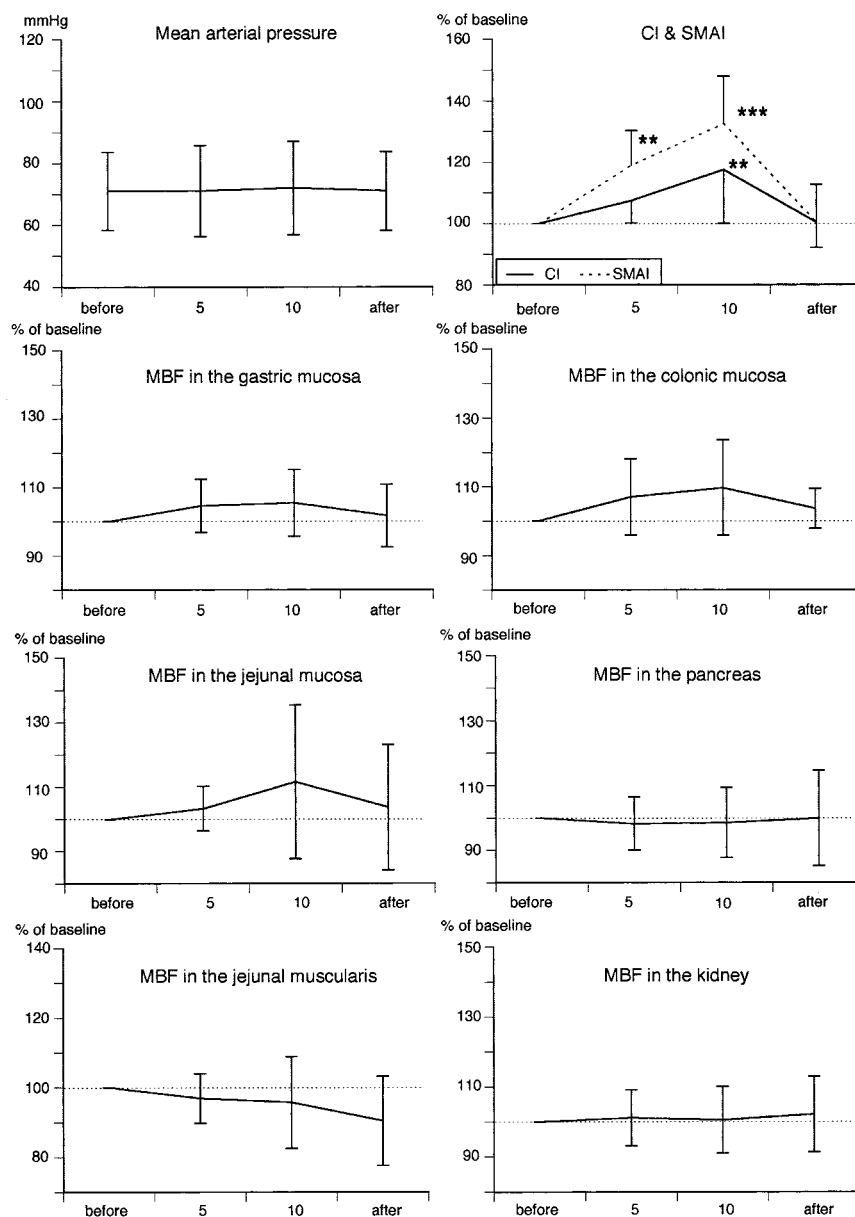 mmHg
Mean arterial pressure
120
100
80
60
40
before 5 10 after
% of baseline
CI & SMAI
160
140
120
100
80
**
***
**
CI SMAI
before 5 10 after
% of baseline
MBF in the gastric mucosa
150
130
110
90
before 5 10 after
MBF in the colonic mucosa
150
130
110
90
before 5 10 after
% of baseline
MBF in the jejunal mucosa
150
130
110
90
before 5 10 after
% of baseline
MBF in the pancreas
150
130
110
90
before 5 10 after
% of baseline
MBF in the jejunal muscularis
140
120
100
80
before 5 10 after
% of baseline
MBF in the kidney
150
130
110
90
before 5 10 after